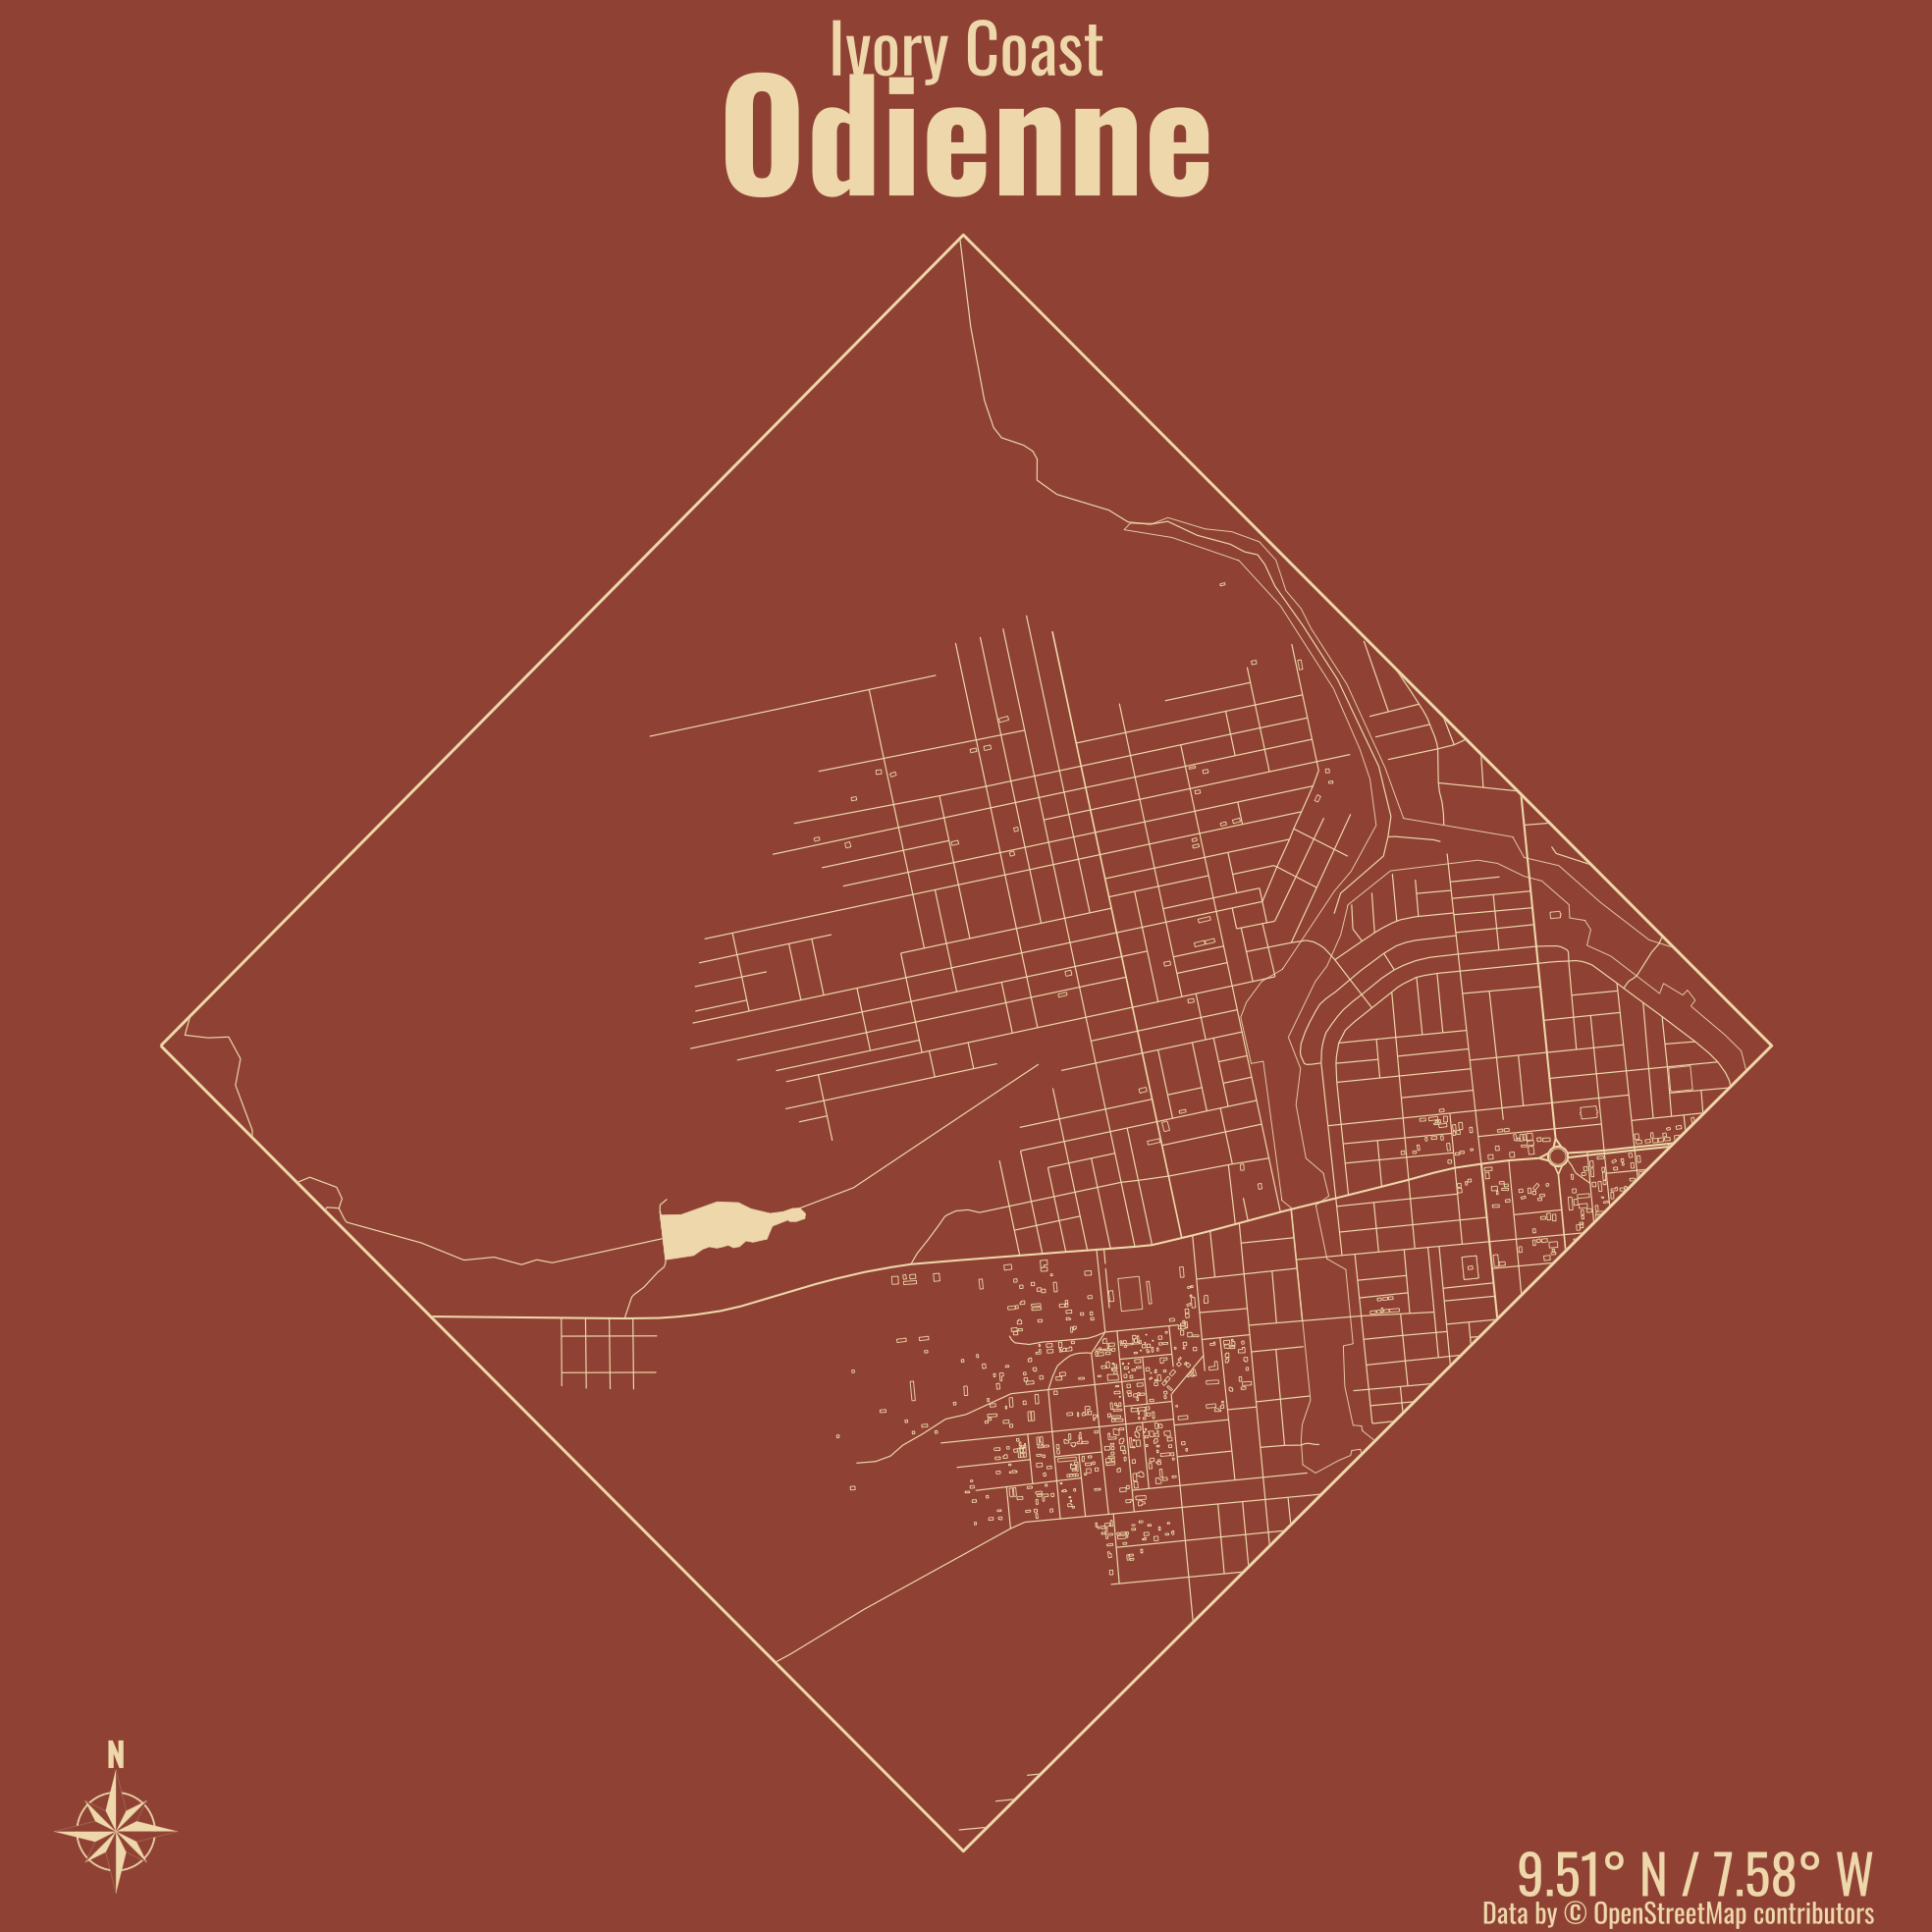 Ivory Coast
Odienne
N
9.51° N / 7.58° W
Data by © OpenStreetMap contributors